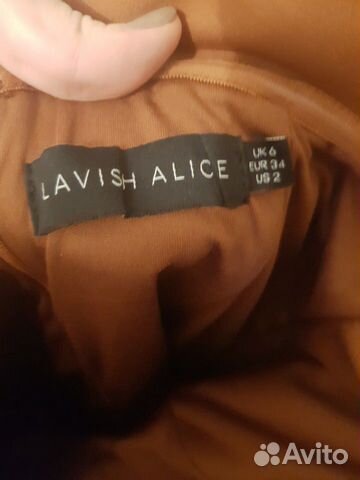 LAVISH ALICE
UK 6
EUR 34
US 2
Avito